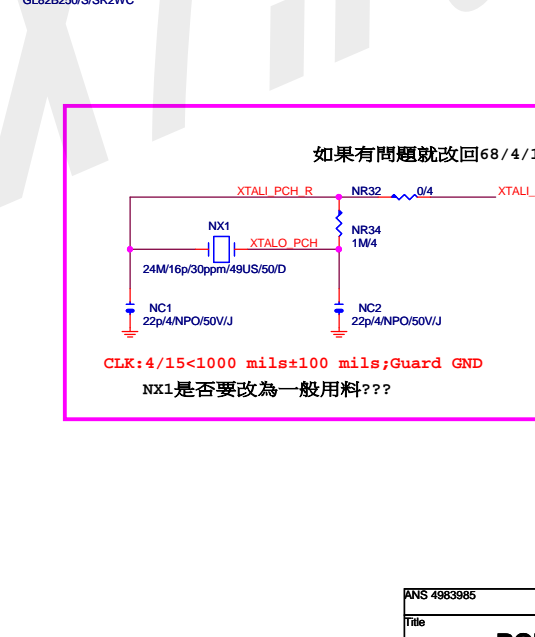 GL82B250/S/SR2WC
如果有問題就改回68/4/1
XTALI_PCH_R
NR32
0/4
XTALI_
NX1
XTALO_PCH
NR34
1M/4
24M/16p/30ppm/49US/50/D
NC1
22p/4/NPO/50V/J
NC2
22p/4/NPO/50V/J
CLK:4/15<1000 mils±100 mils;Guard GND
NX1是否要改為一般用料???
ANS 4983985
Title